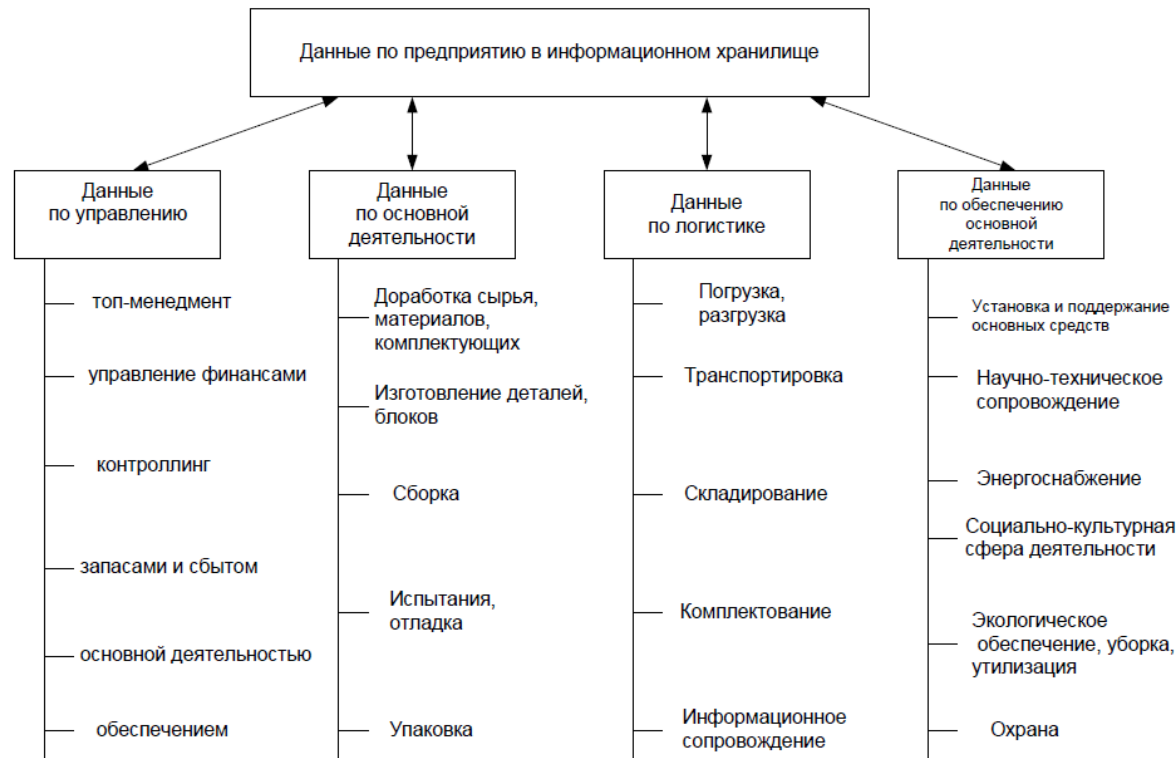 Данные по предприятию в информационном хранилище
Данные
по управлению
топ-менедмент
управление финансами
контроллинг
запасами и сбытом
основной деятельностью
обеспечением
Данные
по основной
деятельности
Доработка сырья,
материалов,
комплектующих
Изготовление деталей,
блоков
Сборка
Испытания,
отладка
Упаковка
Данные
по логистике
Погрузка,
разгрузка
Транспортировка
Складирование
Комплектование
Информационное
сопровождение
Данные
по обеспечению
основной
деятельности
Установка и поддержание
основных средств
Научно-техническое
сопровождение
Энергоснабжение
Социально-культурная
сфера деятельности
Экологическое
обеспечение, уборка,
утилизация
Охрана